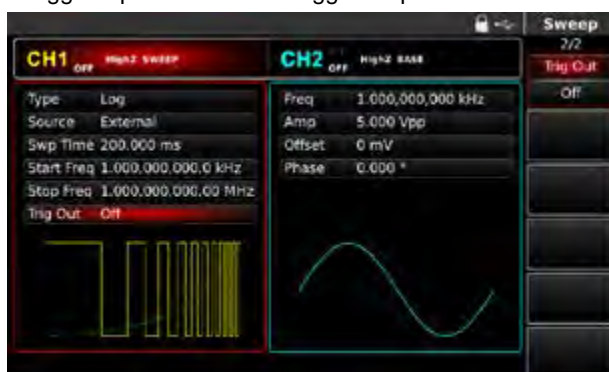 Sweep
2/2
CH1 OFF HighZ SWEEP
CH2 OFF HighZ BASE
Trig Out
Off
Type Log
Source External
Swp Time 200.000 ms
Start Freq 1.000,000,000,0 kHz
Stop Freq 1.000,000,000,00 MHz
Trig Out Off
Freq 1.000,000,000 kHz
Amp 5.000 Vpp
Offset 0 mV
Phase 0.000 °